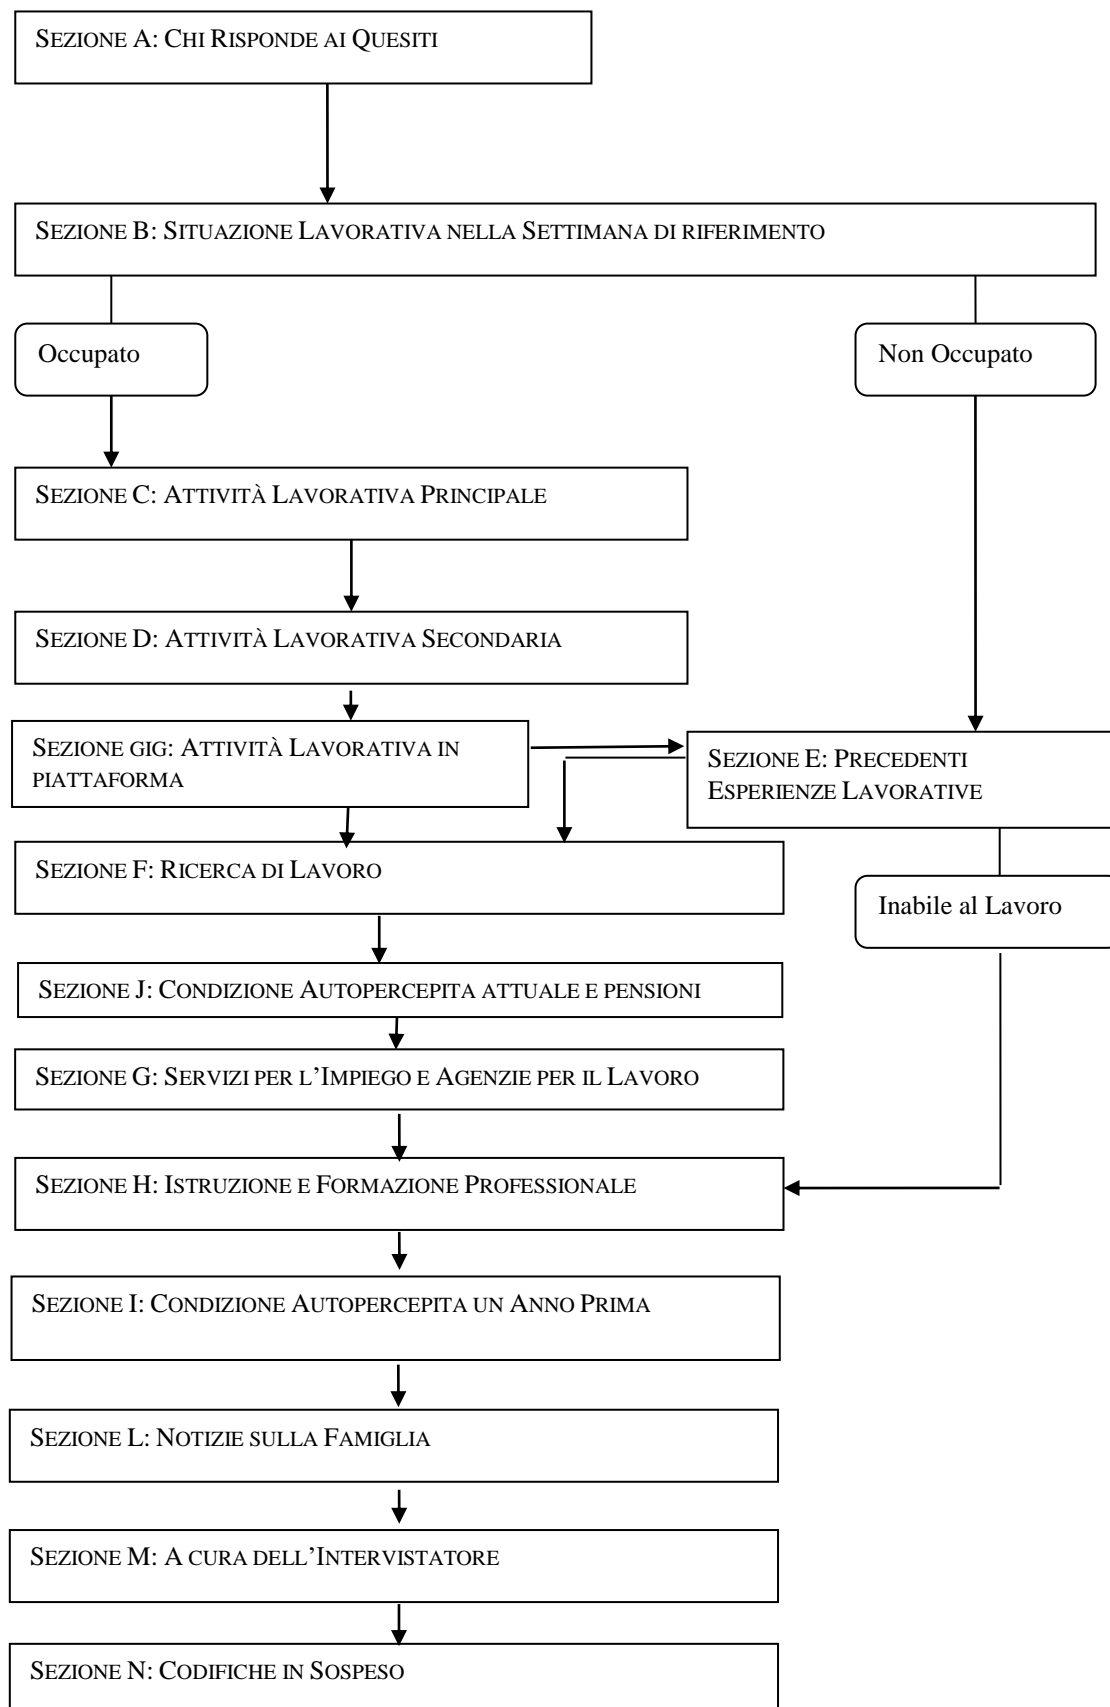 SEZIONE A: CHI RISPONDE AI QUESITI
SEZIONE B: SITUAZIONE LAVORATIVA NELLA SETTIMANA DI RIFERIMENTO
Occupato
Non Occupato
SEZIONE C: ATTIVITÀ LAVORATIVA PRINCIPALE
SEZIONE D: ATTIVITÀ LAVORATIVA SECONDARIA
SEZIONE GIG: ATTIVITÀ LAVORATIVA IN
PIATTAFORMA
SEZIONE E: PRECEDENTI
ESPERIENZE LAVORATIVE
SEZIONE F: RICERCA DI LAVORO
Inabile al Lavoro
SEZIONE J: CONDIZIONE AUTOPERCEPITA ATTUALE E PENSIONI
SEZIONE G: SERVIZI PER L'IMPIEGO E AGENZIE PER IL LAVORO
SEZIONE H: ISTRUZIONE E FORMAZIONE PROFESSIONALE
SEZIONE I: CONDIZIONE AUTOPERCEPITA UN ANNO PRIMA
SEZIONE L: NOTIZIE SULLA FAMIGLIA
SEZIONE M: A CURA DELL'INTERVISTATORE
SEZIONE N: CODIFICHE IN SOSPESO